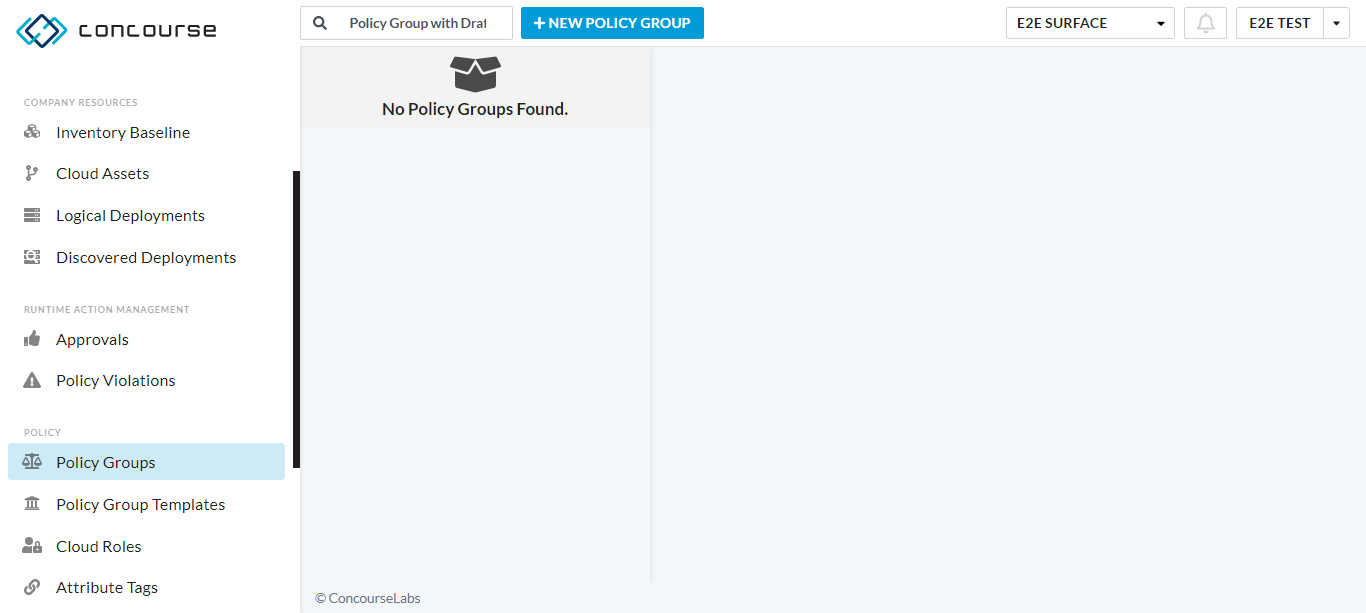 concourse
Policy Group with Draf
NEW POLICY GROUP
E2E SURFACE
E2E TEST
COMPANY RESOURCES
Inventory Baseline
Cloud Assets
Logical Deployments
Discovered Deployments
RUNTIME ACTION MANAGEMENT
Approvals
Policy Violations
POLICY
Policy Groups
Policy Group Templates
Cloud Roles
Attribute Tags
No Policy Groups Found.
© ConcourseLabs